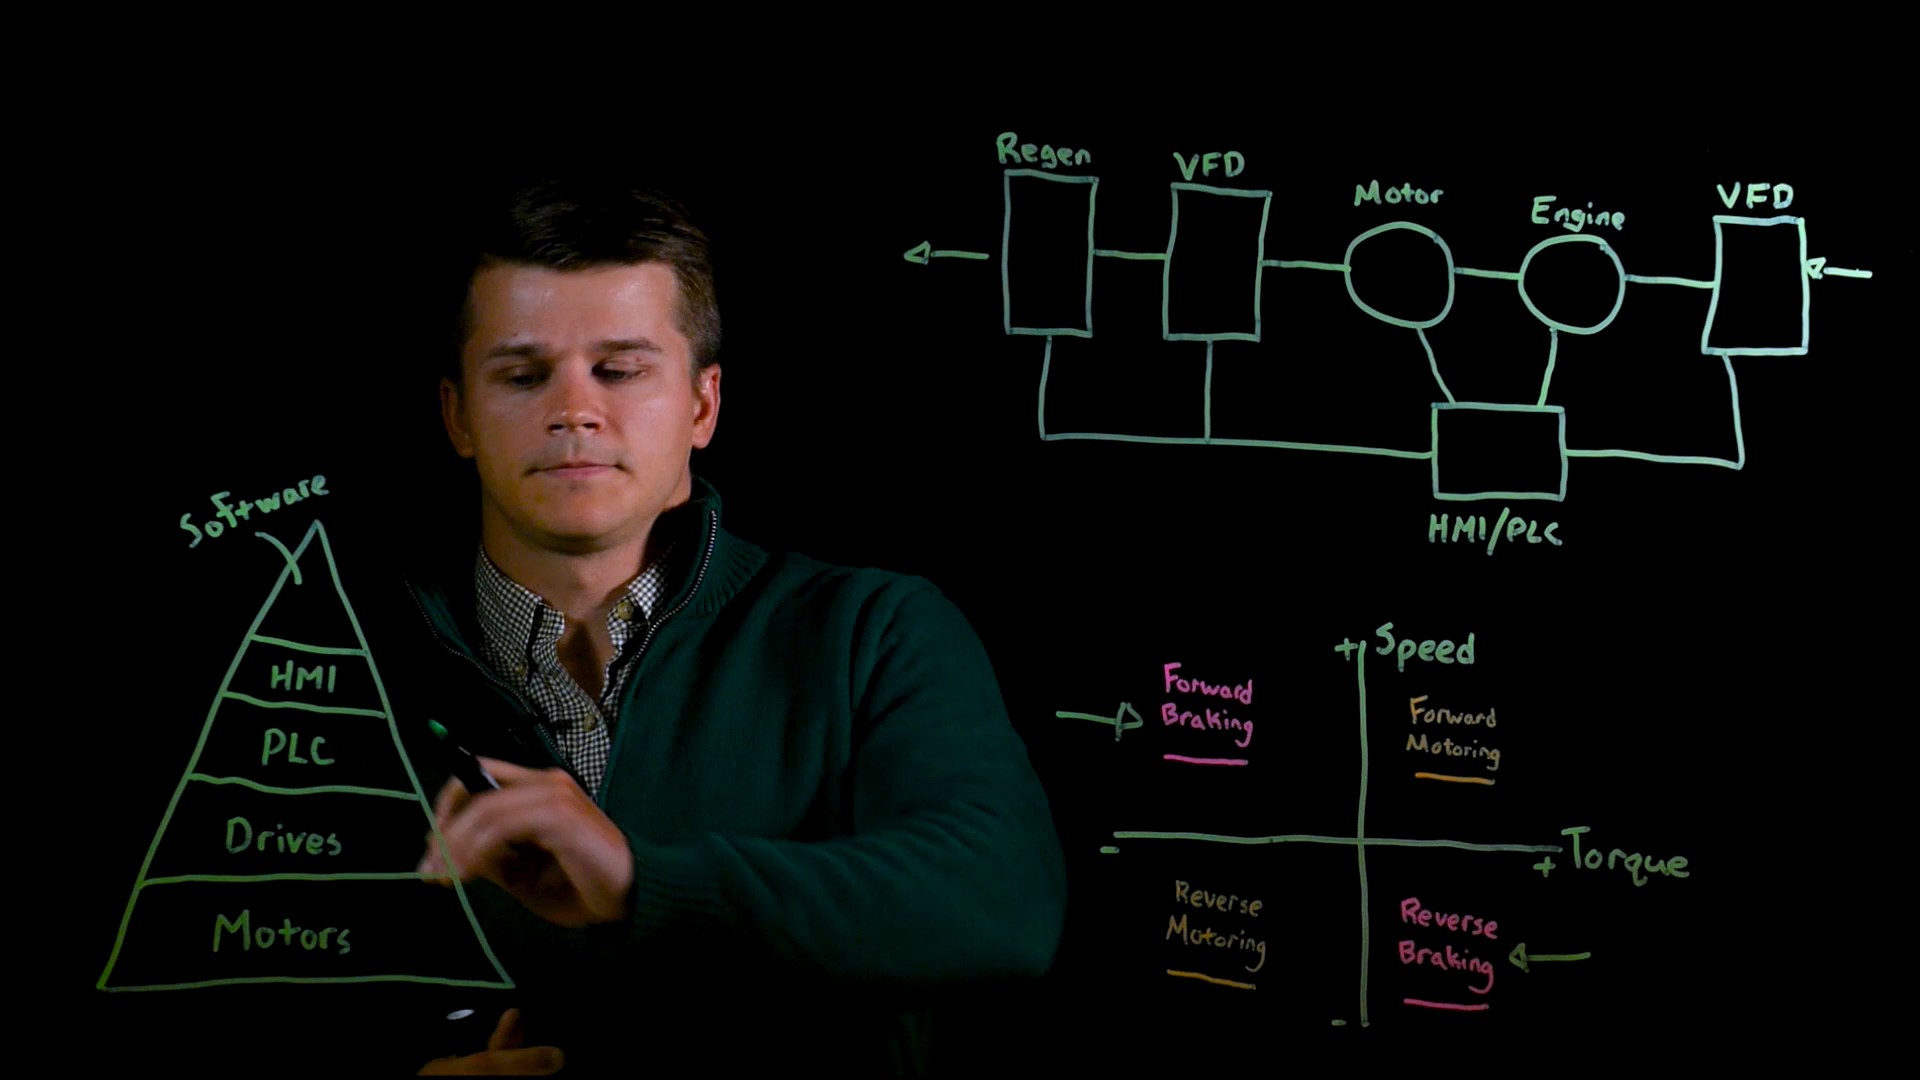 Software
HMI
PLC
Drives
Motors
Regen
VFD
Motor
Engine
VFD
HMI/PLC
+ Speed
Forward
Braking
Forward
Motoring
-
+ Torque
Reverse
Motoring
Reverse
Braking
-